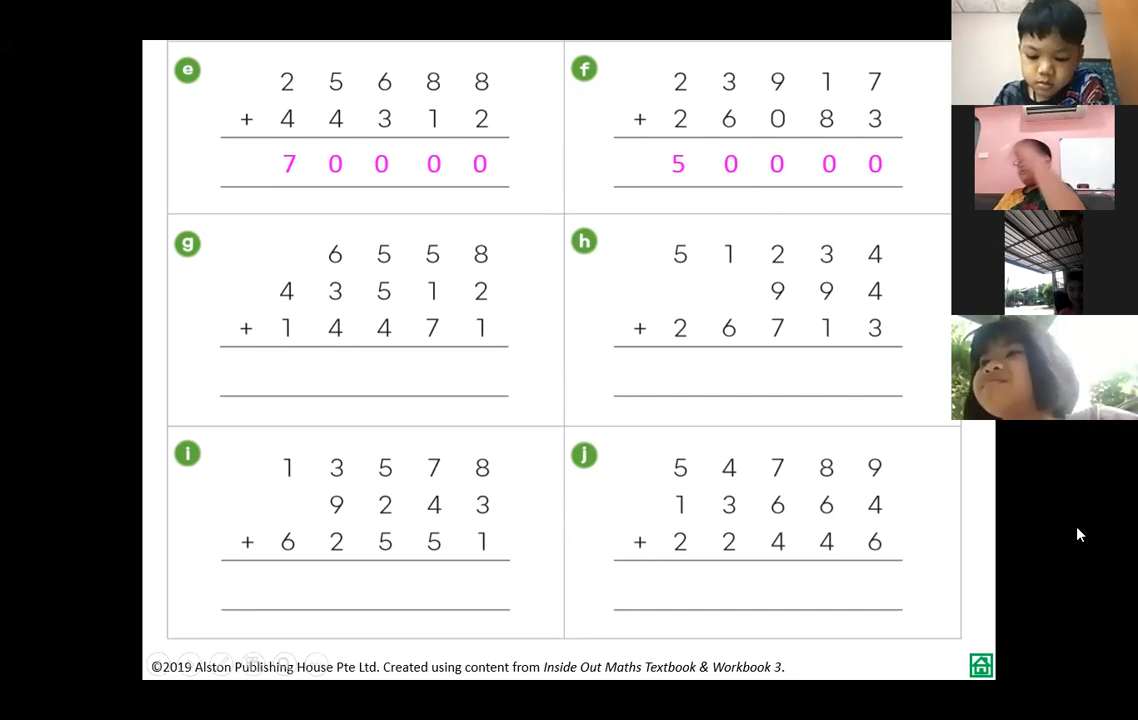 e
2 5 6 8 8
+ 4 4 3 1 2
7 0 0 0 0
f
2 3 9 1 7
+ 2 6 0 8 3
5 0 0 0 0
g
6 5 5 8
4 3 5 1 2
+ 1 4 4 7 1
h
5 1 2 3 4
9 9 4
+ 2 6 7 1 3
i
1 3 5 7 8
9 2 4 3
+ 6 2 5 5 1
j
5 4 7 8 9
1 3 6 6 4
+ 2 2 4 4 6
©2019 Alston Publishing House Pte Ltd. Created using content from Inside Out Maths Textbook & Workbook 3.